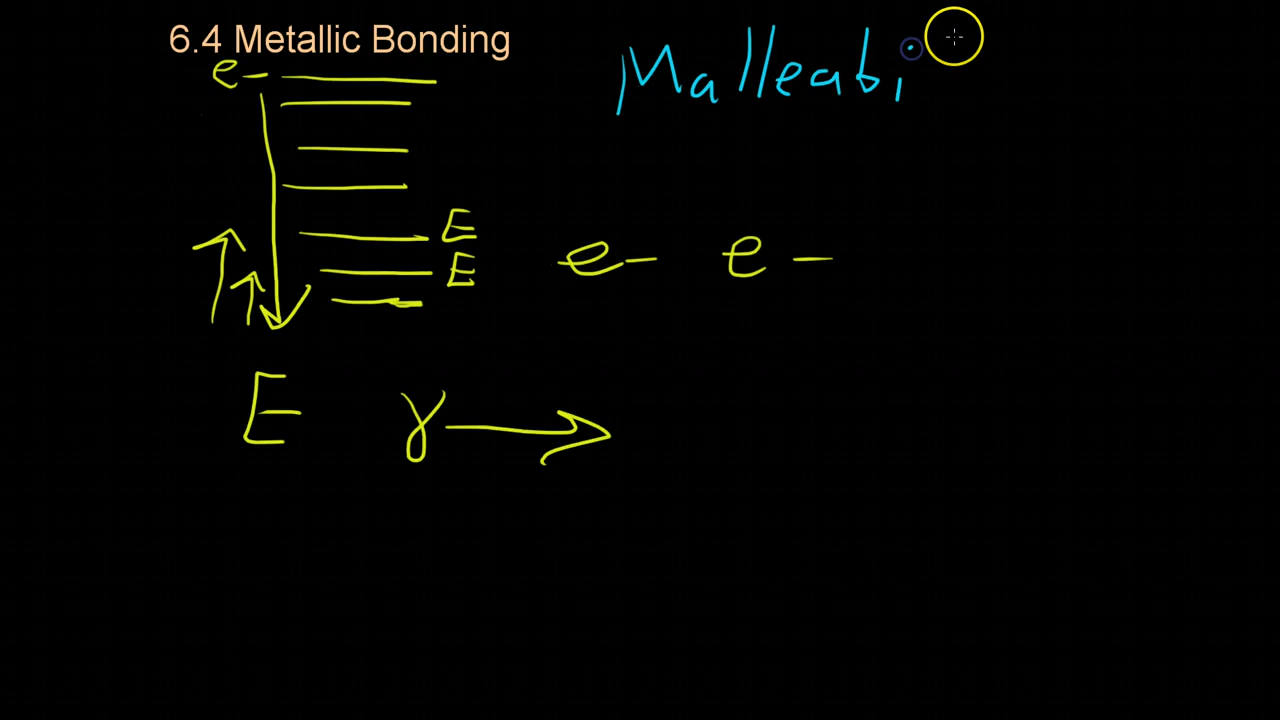 6.4 Metallic Bonding
Malleabi
e-
E
E
e- e-
E γ